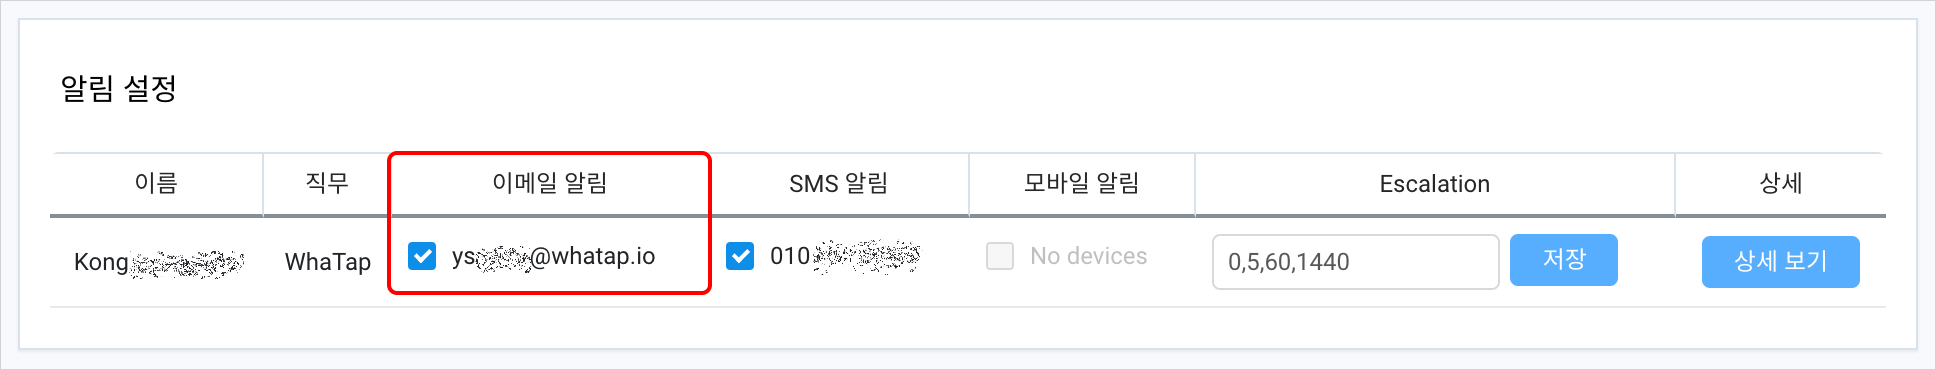 알림 설정
이름 직무 이메일 알림 SMS 알림 모바일 알림 Escalation 상세
Kong WhaTap ys @whatap.io 010 No devices 0,5,60,1440 저장 상세 보기